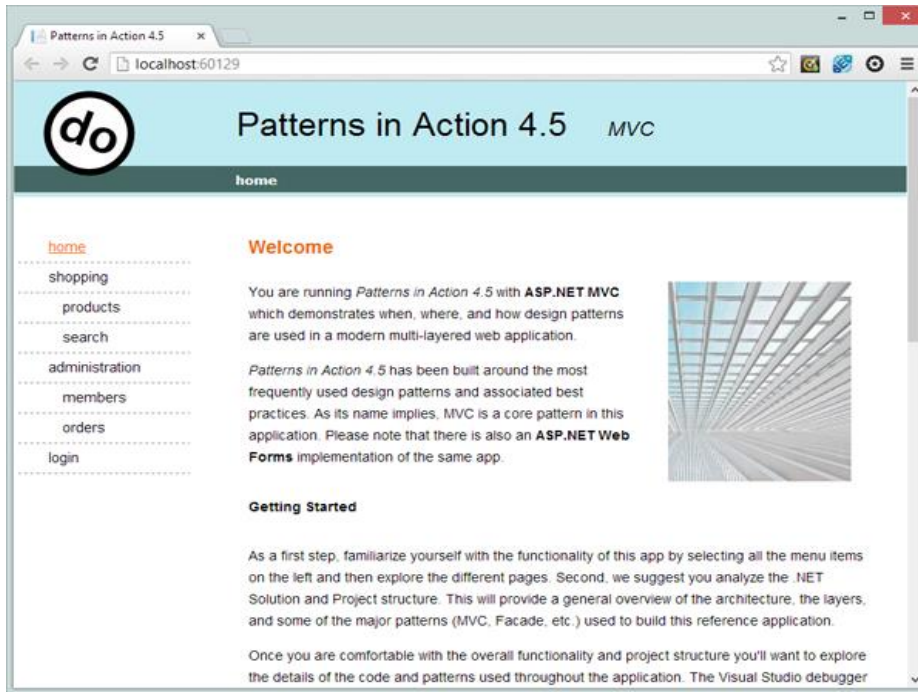 Patterns in Action 4.5
localhost:60129
do
Patterns in Action 4.5 MVC
home
home
shopping
products
search
administration
members
orders
login
Welcome
You are running Patterns in Action 4.5 with ASP.NET MVC
which demonstrates when, where, and how design patterns
are used in a modern multi-layered web application.
Patterns in Action 4.5 has been built around the most
frequently used design patterns and associated best
practices. As its name implies, MVC is a core pattern in this
application. Please note that there is also an ASP.NET Web
Forms implementation of the same app.
Getting Started
As a first step, familiarize yourself with the functionality of this app by selecting all the menu items
on the left and then explore the different pages. Second, we suggest you analyze the .NET
Solution and Project structure. This will provide a general overview of the architecture, the layers,
and some of the major patterns (MVC, Facade, etc.) used to build this reference application.
Once you are comfortable with the overall functionality and project structure you'll want to explore
the details of the code and patterns used throughout the application. The Visual Studio debugger